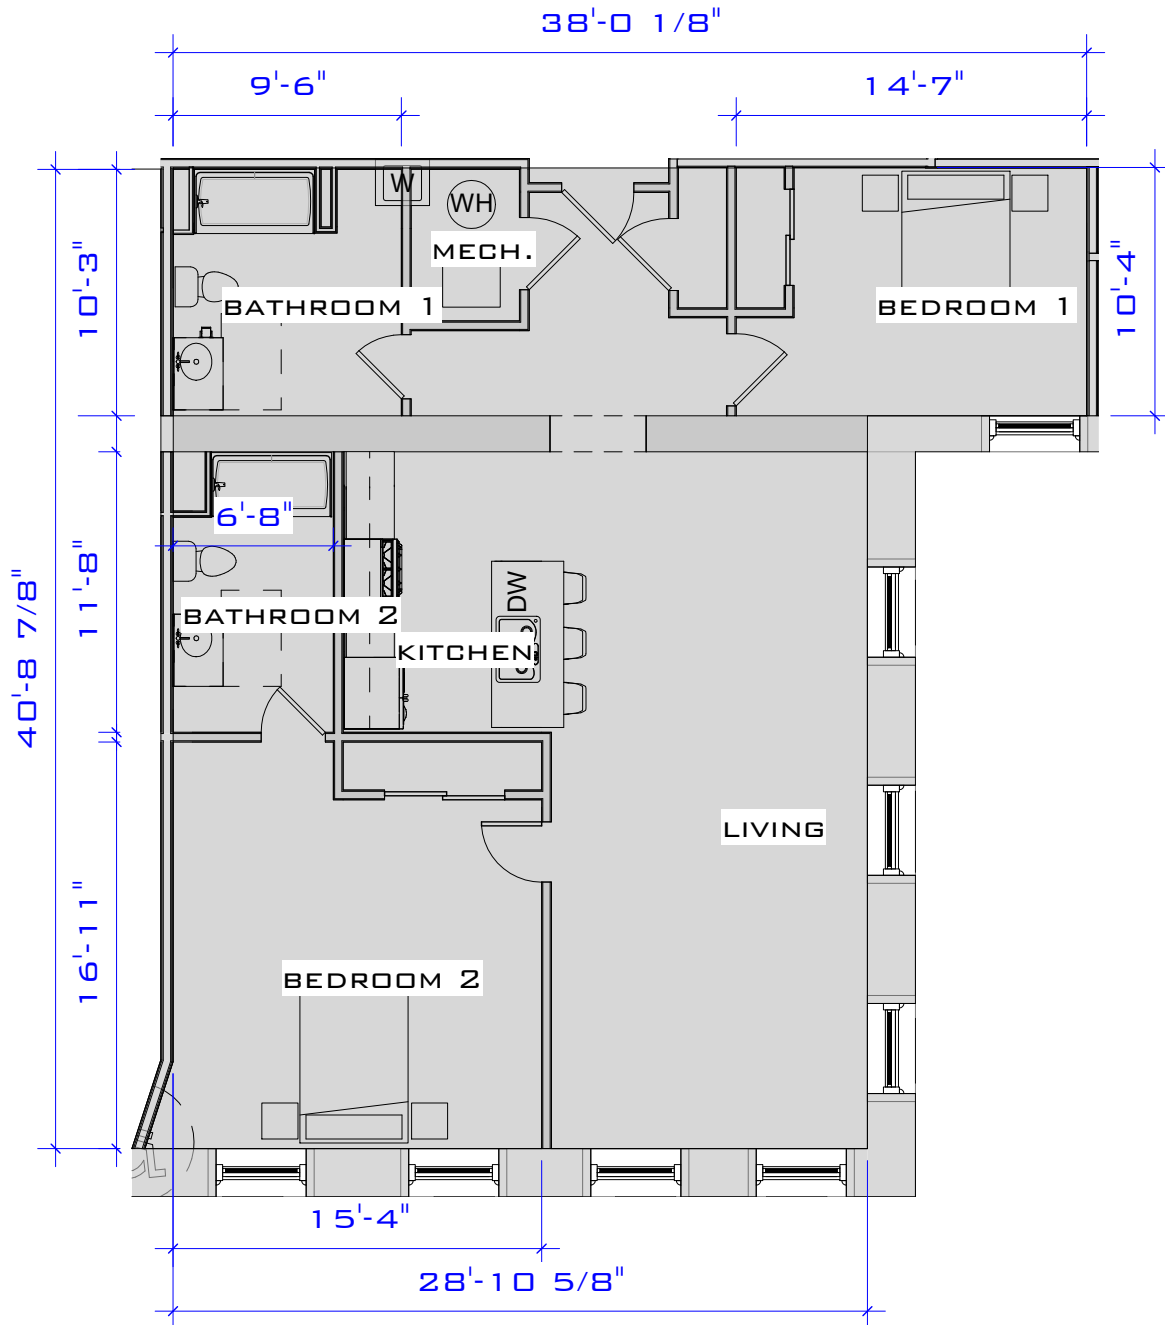 38'-0 1/8"
9'-6"
14'-7"
W
WH
MECH.
10'-3"
10'-4"
BATHROOM 1
BEDROOM 1
6'-8"
11'-8"
DW
40'-8 7/8"
BATHROOM 2
KITCHEN
LIVING
16'-11"
BEDROOM 2
15'-4"
28'-10 5/8"